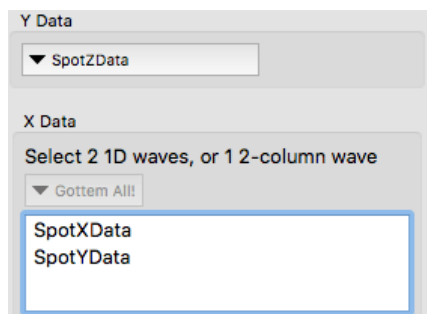 Y Data
SpotZData
X Data
Select 2 1D waves, or 1 2-column wave
Gottem All!
SpotXData
SpotYData